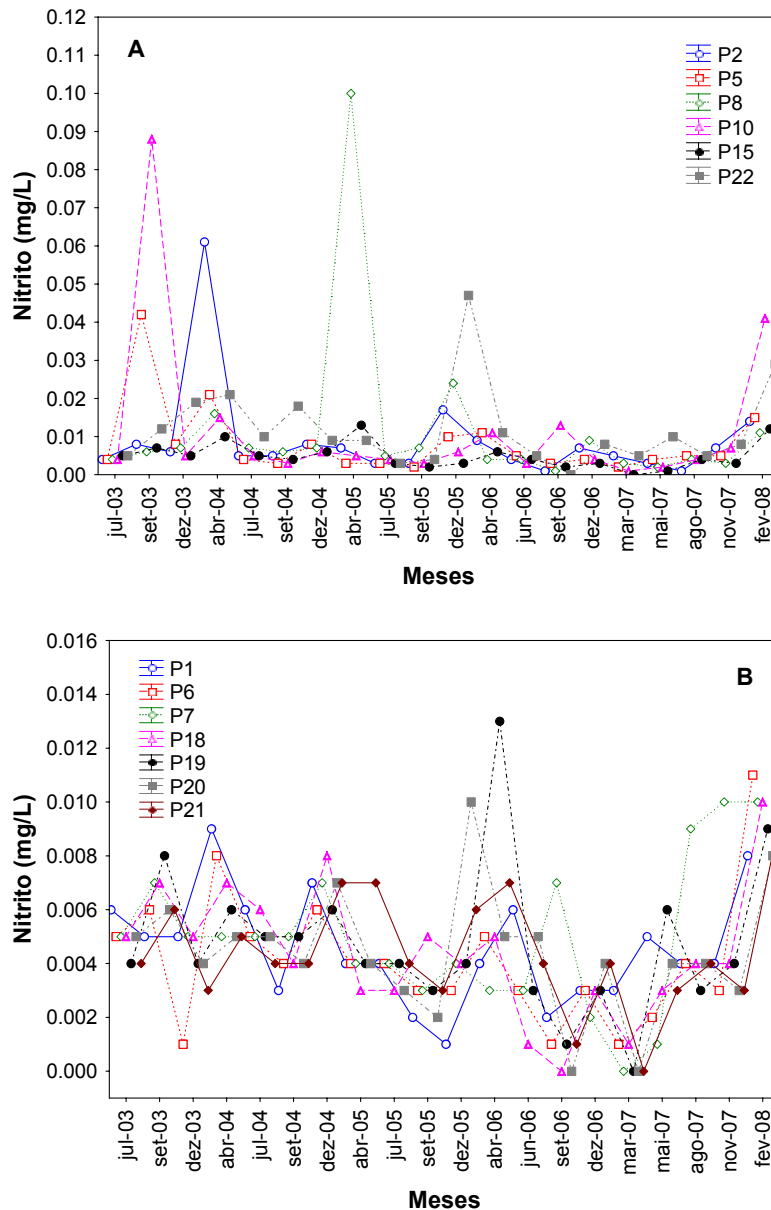 A
0.12
0.11
0.10
0.09
0.08
0.07
0.06
0.05
0.04
0.03
0.02
0.01
0.00
Nitrito (mg/L)
P2
P5
P8
P10
P15
P22
jul-03
set-03
dez-03
abr-04
jul-04
set-04
dez-04
abr-05
jul-05
set-05
dez-05
abr-06
jun-06
set-06
dez-06
mar-07
mai-07
ago-07
nov-07
fev-08
Meses
B
0.016
0.014
0.012
0.010
0.008
0.006
0.004
0.002
0.000
Nitrito (mg/L)
P1
P6
P7
P18
P19
P20
P21
jul-03
set-03
dez-03
abr-04
jul-04
set-04
dez-04
abr-05
jul-05
set-05
dez-05
abr-06
jun-06
set-06
dez-06
mar-07
mai-07
ago-07
nov-07
fev-08
Meses